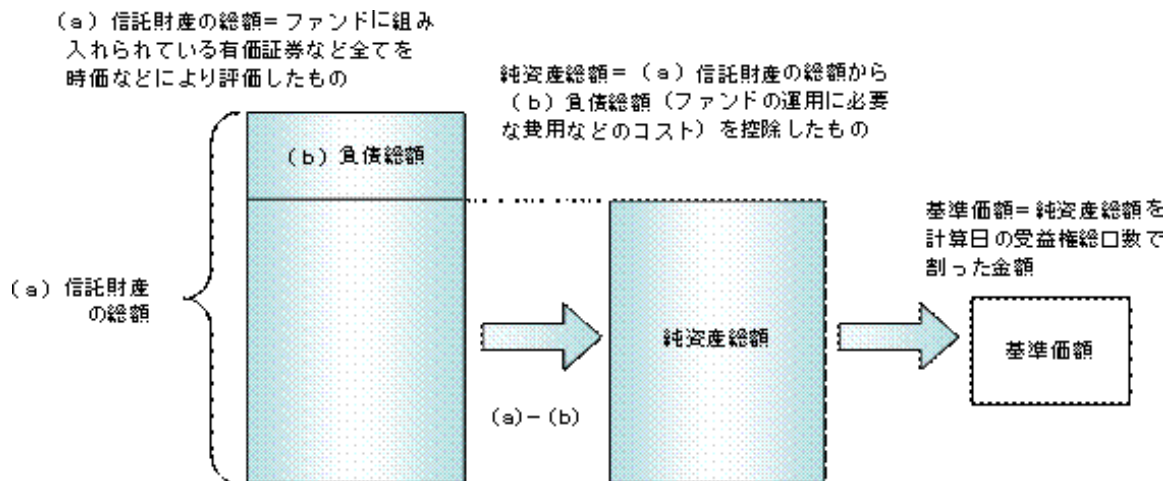 (a) 信託財産の総額=ファンドに組み
入れられている有価証券など全てを
時価などにより評価したもの
純資産総額=(a) 信託財産の総額から
(b) 負債総額(ファンドの運用に必要
な費用などのコスト)を控除したもの
(b) 負債総額
基準価額=純資産総額を
計算日の受益権総口数で
割った金額
(a) 信託財産
の総額
純資産総額
基準価額
(a)-(b)